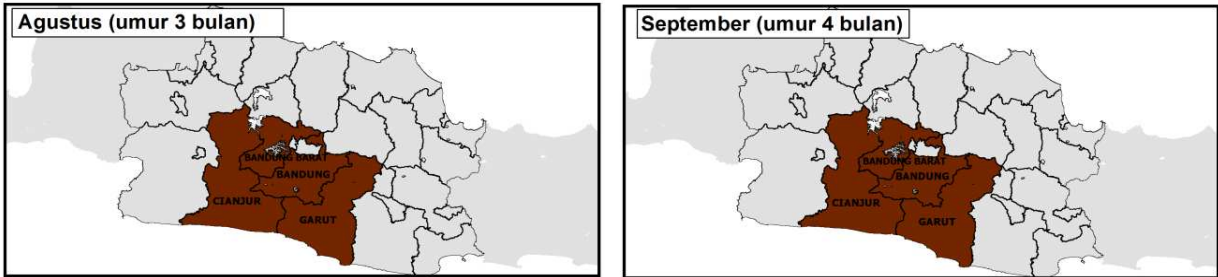 Agustus (umur 3 bulan)
BANDUNG BARAT
BANDUNG
CIANJUR
GARUT
September (umur 4 bulan)
BANDUNG BARAT
BANDUNG
CIANJUR
GARUT